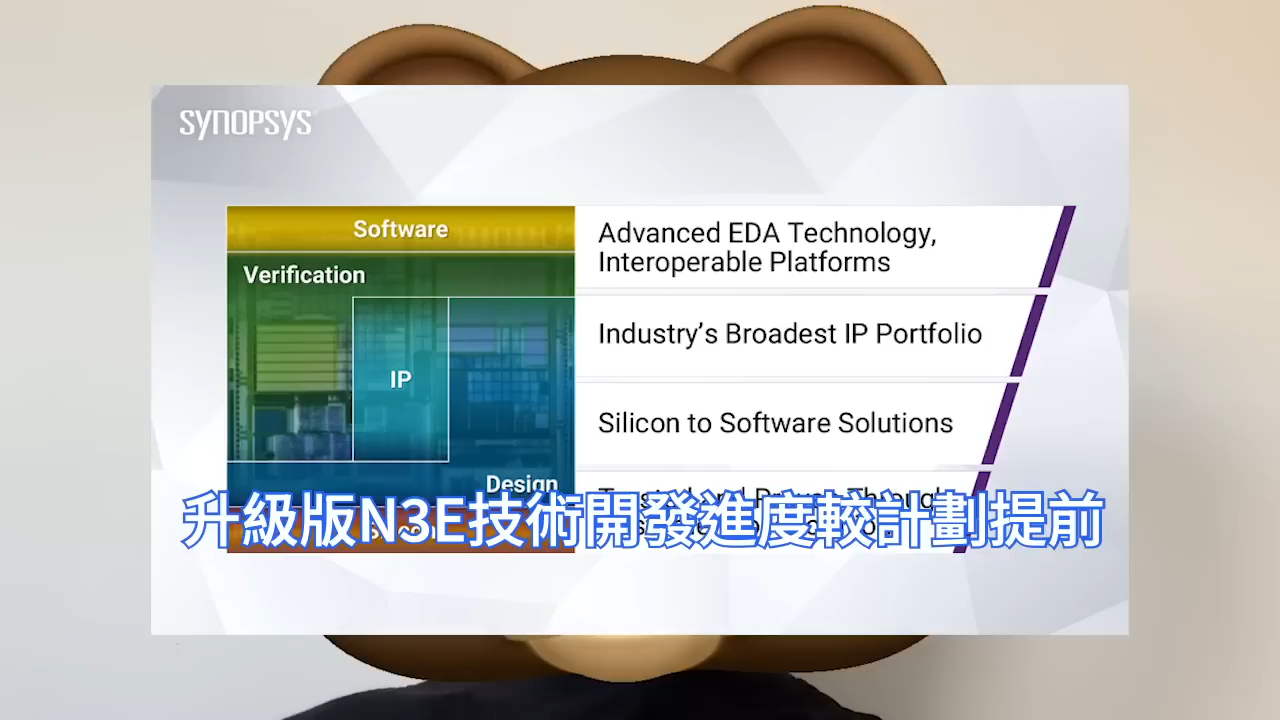 SYNOPSYS
Software
Verification
IP
Design
Advanced EDA Technology,
Interoperable Platforms
Industry’s Broadest IP Portfolio
Silicon to Software Solutions
升級版N3E技術開發進度較計劃提前